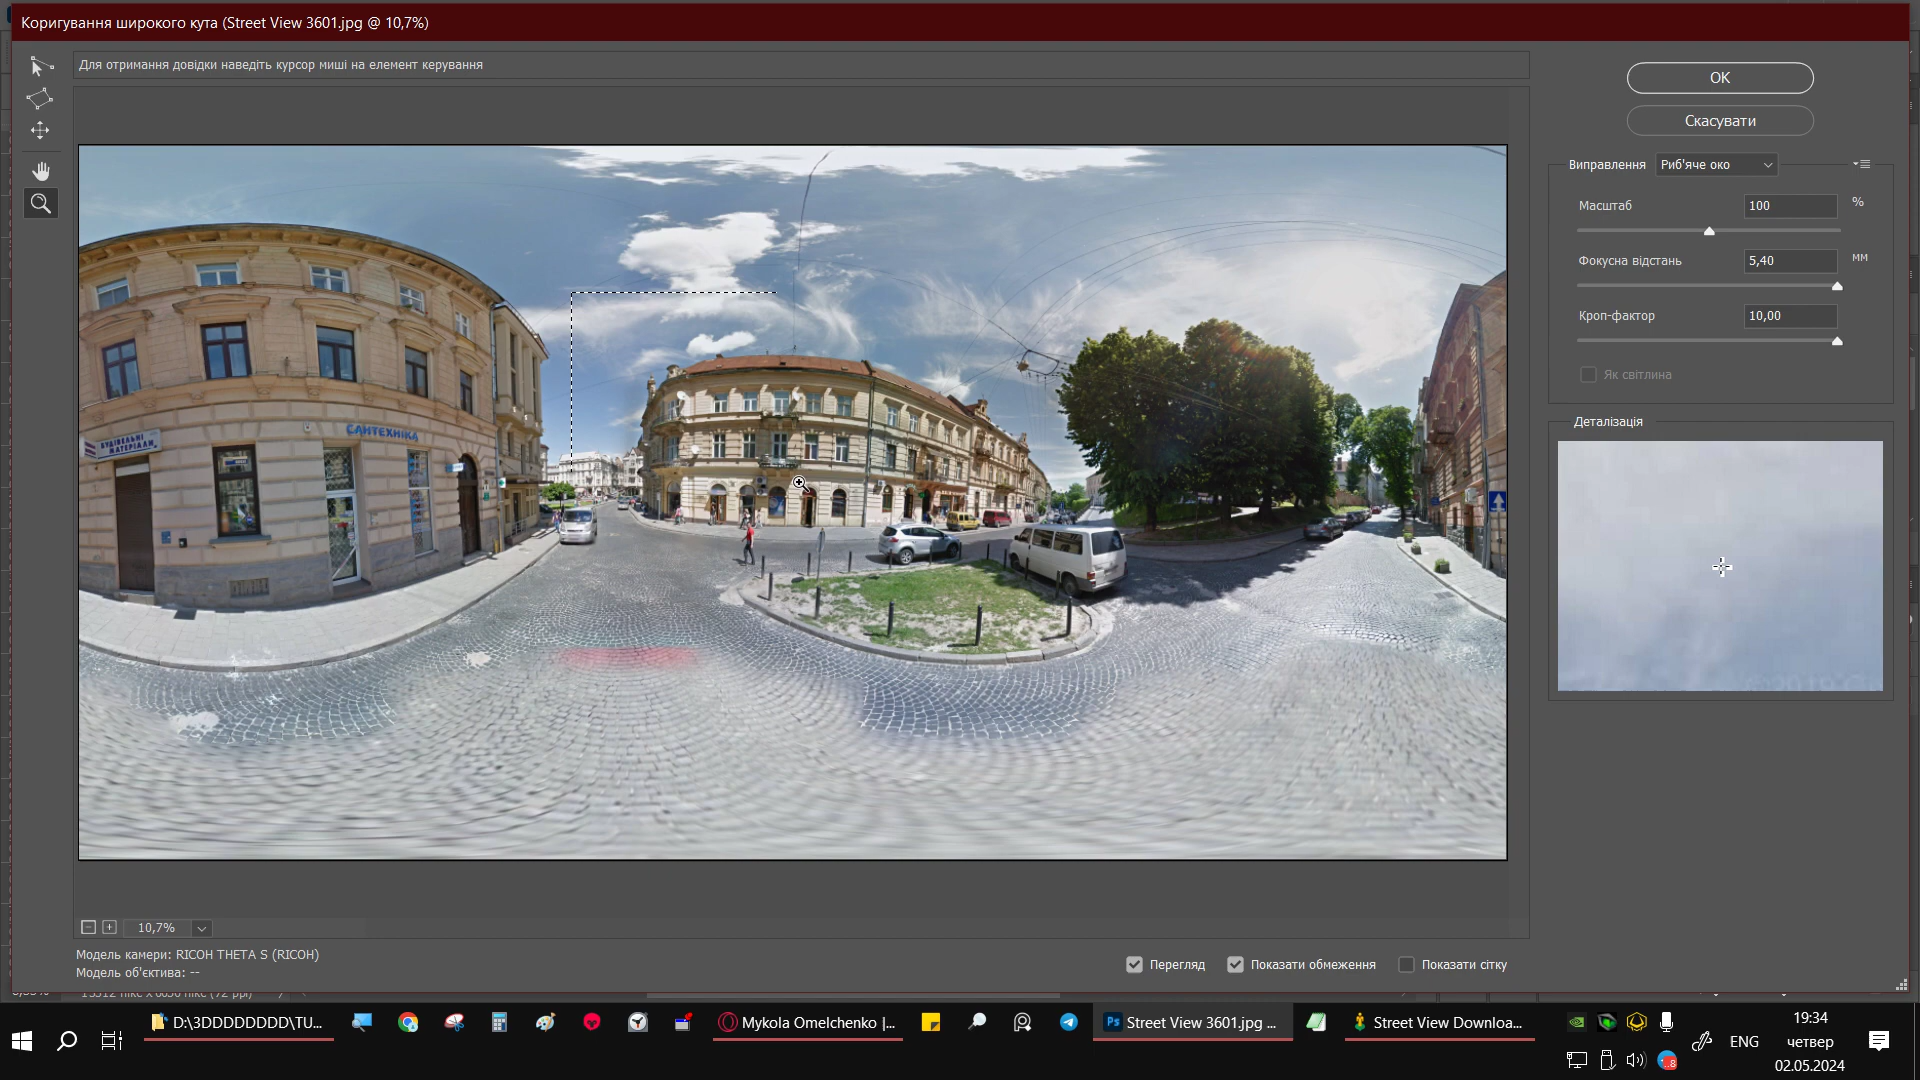 Коригування широкого кута (Street View 3601.jpg @ 10,7%)
Для отримання довідки наведіть курсор миші на елемент керування
OK
Скасувати
Виправлення Риб'яче око
Масштаб 100 %
Фокусна відстань 5,40 мм
Кроп-фактор 10,00
Як світлина
Деталізація
БУДІВЕЛЬНІ
МАТЕРІАЛИ
САНТЕХНІКА
10,7%
Модель камери: RICOH THETA S (RICOH)
Модель об'єктива: --
Перегляд Показати обмеження Показати сітку
D:\3DDDDDDDD\TU...
Mykola Omelchenko |...
Ps Street View 3601.jpg ...
Street View Downloa...
ENG
19:34
четвер
02.05.2024